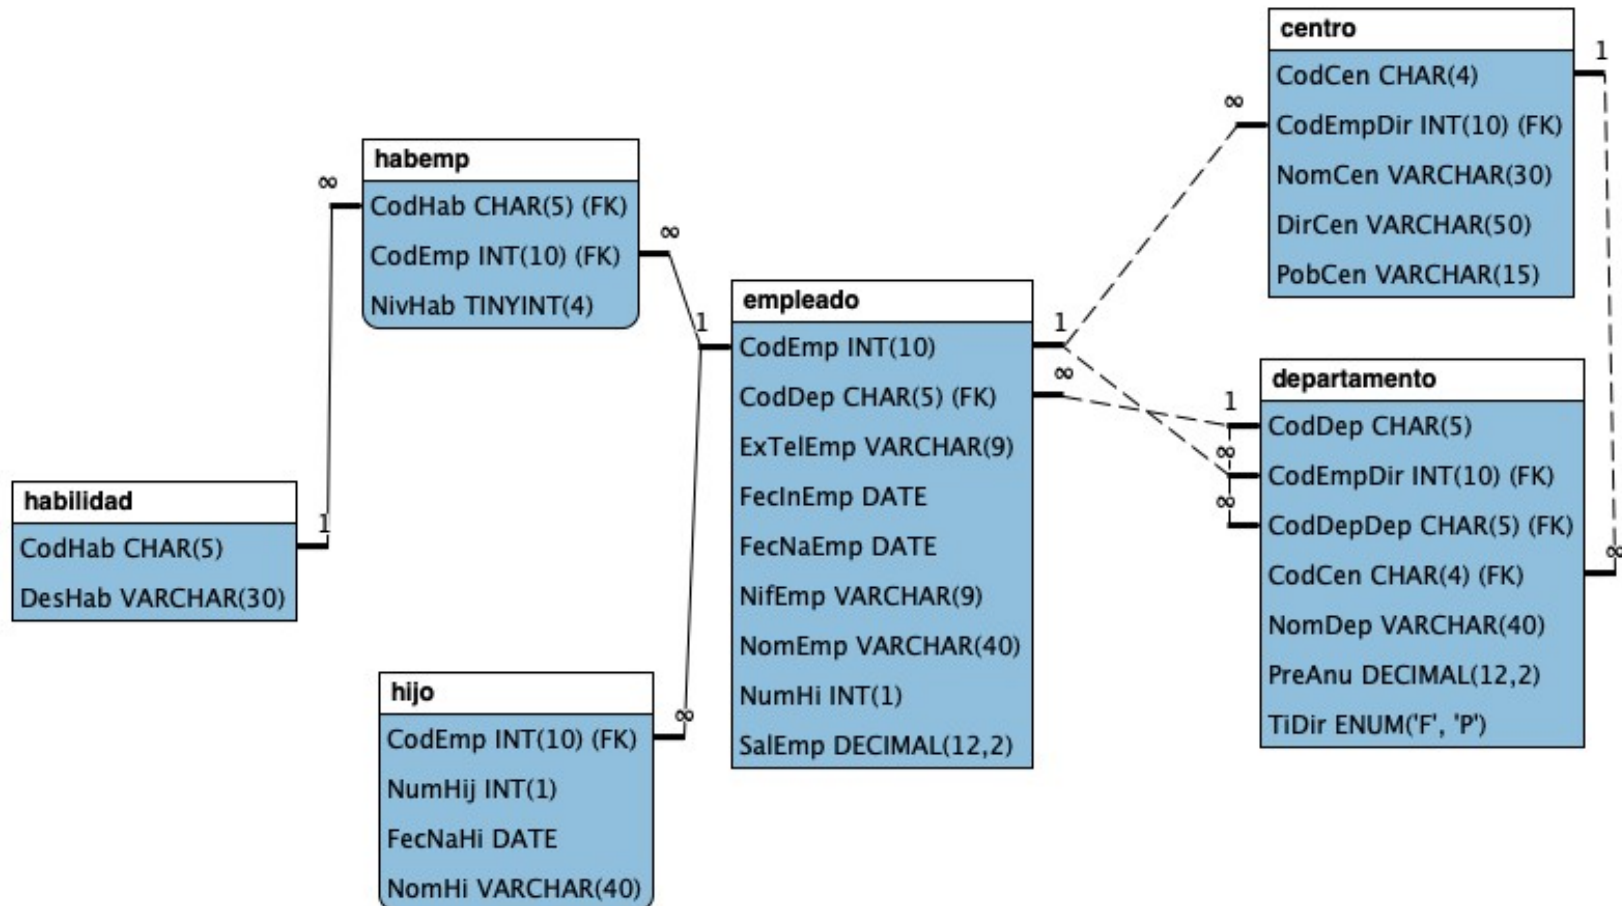 centro
CodCen CHAR(4)
CodEmpDir INT(10) (FK)
NomCen VARCHAR(30)
DirCen VARCHAR(50)
PobCen VARCHAR(15)
1
∞
habemp
CodHab CHAR(5) (FK)
CodEmp INT(10) (FK)
NivHab TINYINT(4)
∞
∞
empleado
CodEmp INT(10)
CodDep CHAR(5) (FK)
ExTelEmp VARCHAR(9)
FecInEmp DATE
FecNaEmp DATE
NifEmp VARCHAR(9)
NomEmp VARCHAR(40)
NumHi INT(1)
SalEmp DECIMAL(12,2)
1
1
∞
departamento
CodDep CHAR(5)
CodEmpDir INT(10) (FK)
CodDepDep CHAR(5) (FK)
CodCen CHAR(4) (FK)
NomDep VARCHAR(40)
PreAnu DECIMAL(12,2)
TiDir ENUM('F', 'P')
1
∞
∞
∞
habilidad
CodHab CHAR(5)
DesHab VARCHAR(30)
1
hijo
CodEmp INT(10) (FK)
NumHij INT(1)
FecNaHi DATE
NomHi VARCHAR(40)
∞